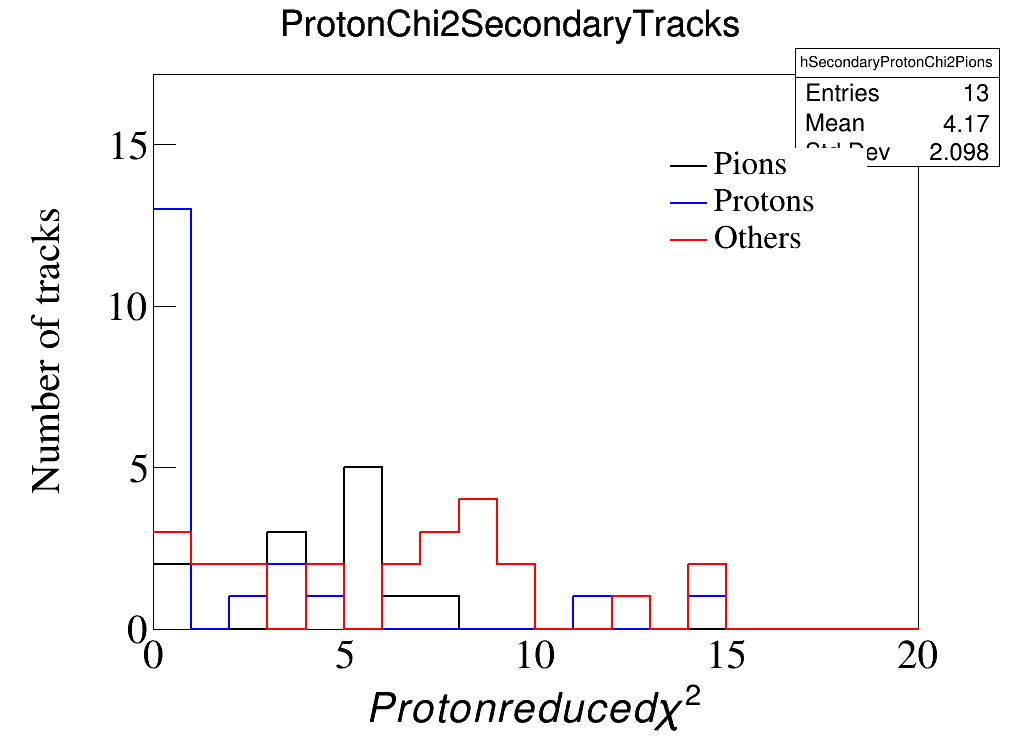 ProtonChi2SecondaryTracks
hSecondaryProtonChi2Pions
Entries 13
Mean 4.17
Dev 2.098
Pions
Protons
Others
Number of tracks
15
10
5
0
0 5 10 15 20
Protonreducedχ²